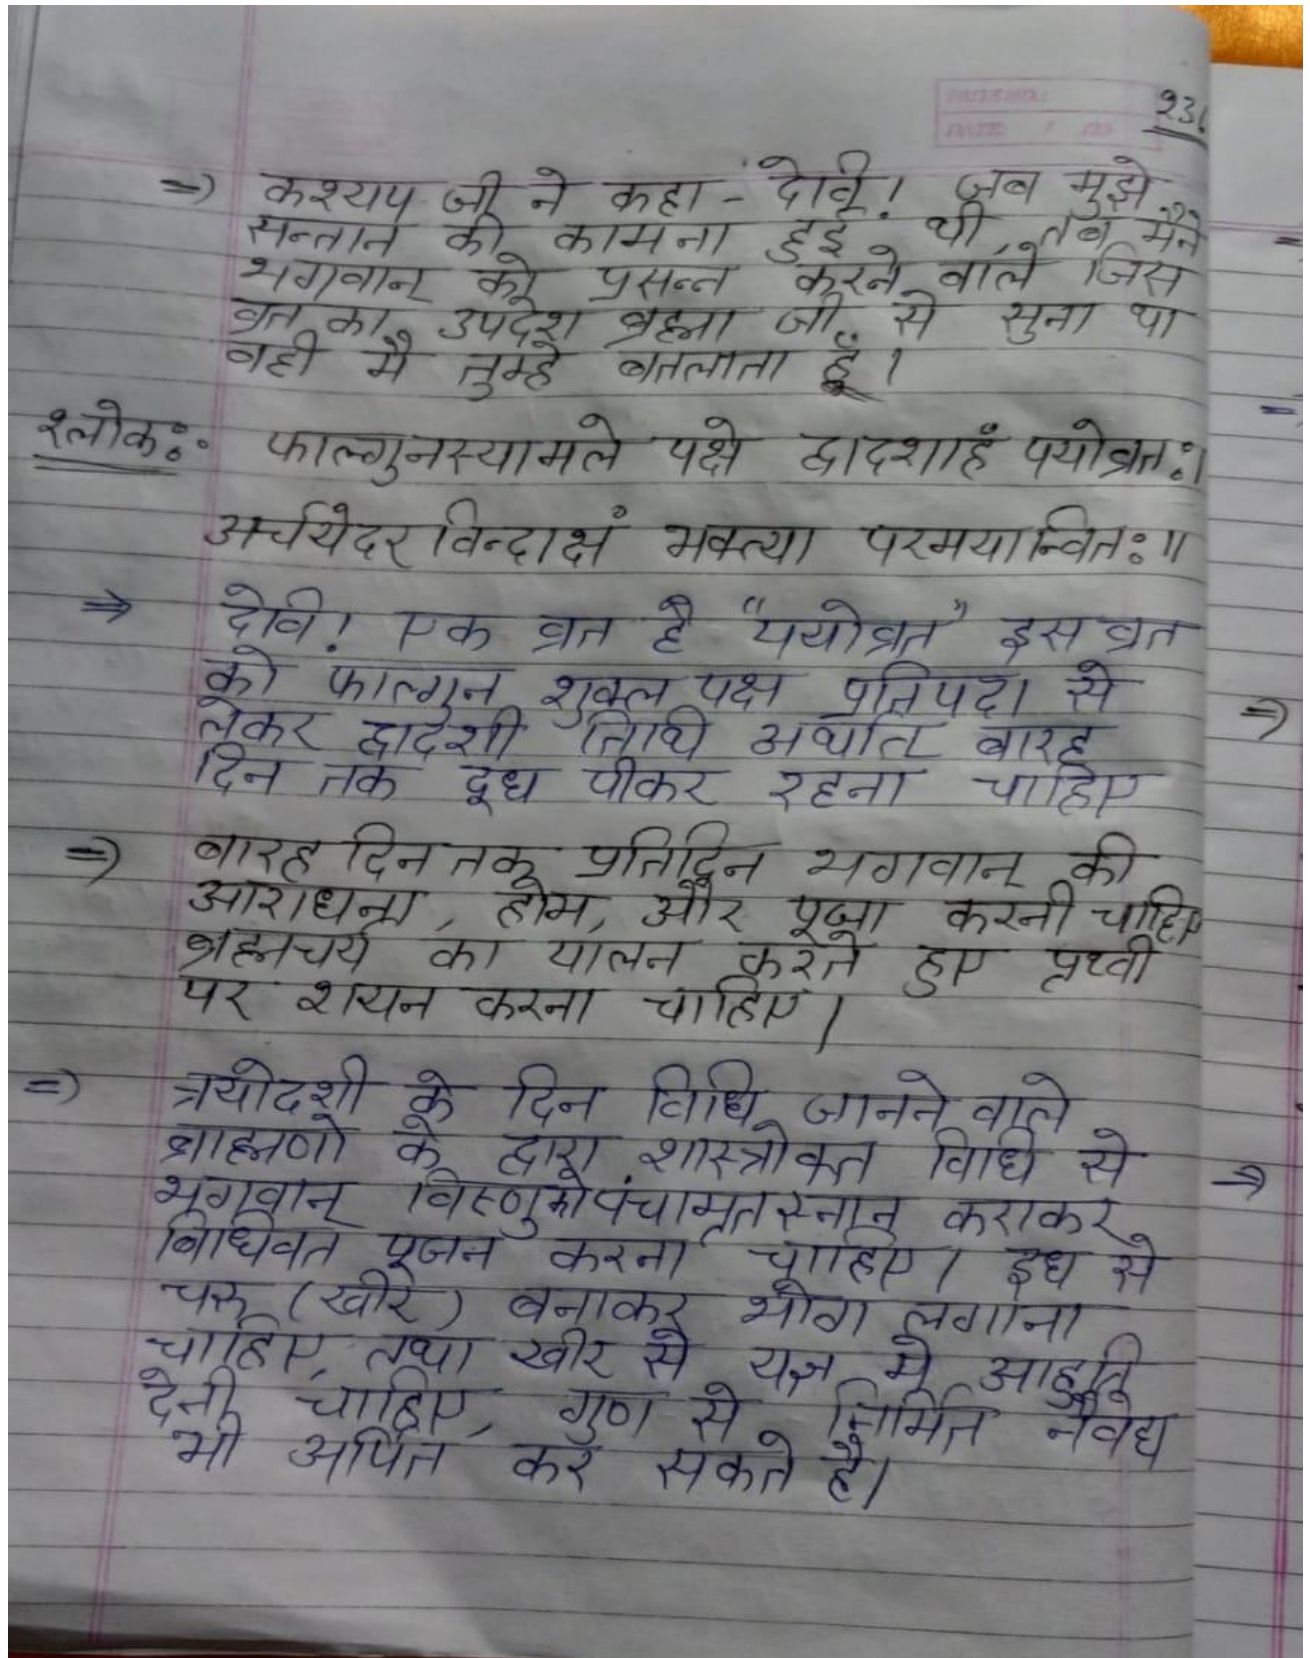 PAGE NO.:
DATE / /
⇒ कश्यप जी ने कहा - देवि! जब मुझे
सन्तान की कामना हुई थी, तब मैने
भगवान् को प्रसन्न करने वाले जिस
व्रत का उपदेश ब्रह्मा जी से सुना था
वही मै तुम्हे बतलाता हूँ।
श्लोकः फाल्गुनस्यामले पक्षे द्वादशाहं पयोव्रतः।
अर्चयेदरविन्दाक्षं भक्त्या परमयान्वितः॥
⇒ देवि! एक व्रत है "पयोव्रत" इस व्रत
को फाल्गुन शुक्ल पक्ष प्रतिपदा से
लेकर द्वादशी तिथि अर्थात बारह
दिन तक दूध पीकर रहना चाहिए
⇒ बारह दिन तक प्रतिदिन भगवान् की
आराधना, होम, और पूजा करनी चाहिए
ब्रह्मचर्य का पालन करते हुए पृथ्वी
पर शयन करना चाहिए।
⇒ त्रयोदशी के दिन विधि जानने वाले
ब्राह्मणो के द्वारा शास्त्रोक्त विधि से
भगवान् विष्णु को पंचामृत स्नान कराकर
विधिवत पूजन करना चाहिए। दूध से
चरू (खीर) बनाकर भोग लगाना
चाहिए, तथा खीर से यज्ञ मे आहुति
देनी चाहिए, गुण से निर्मित नैवेद्य
भी अर्पित कर सकते है।